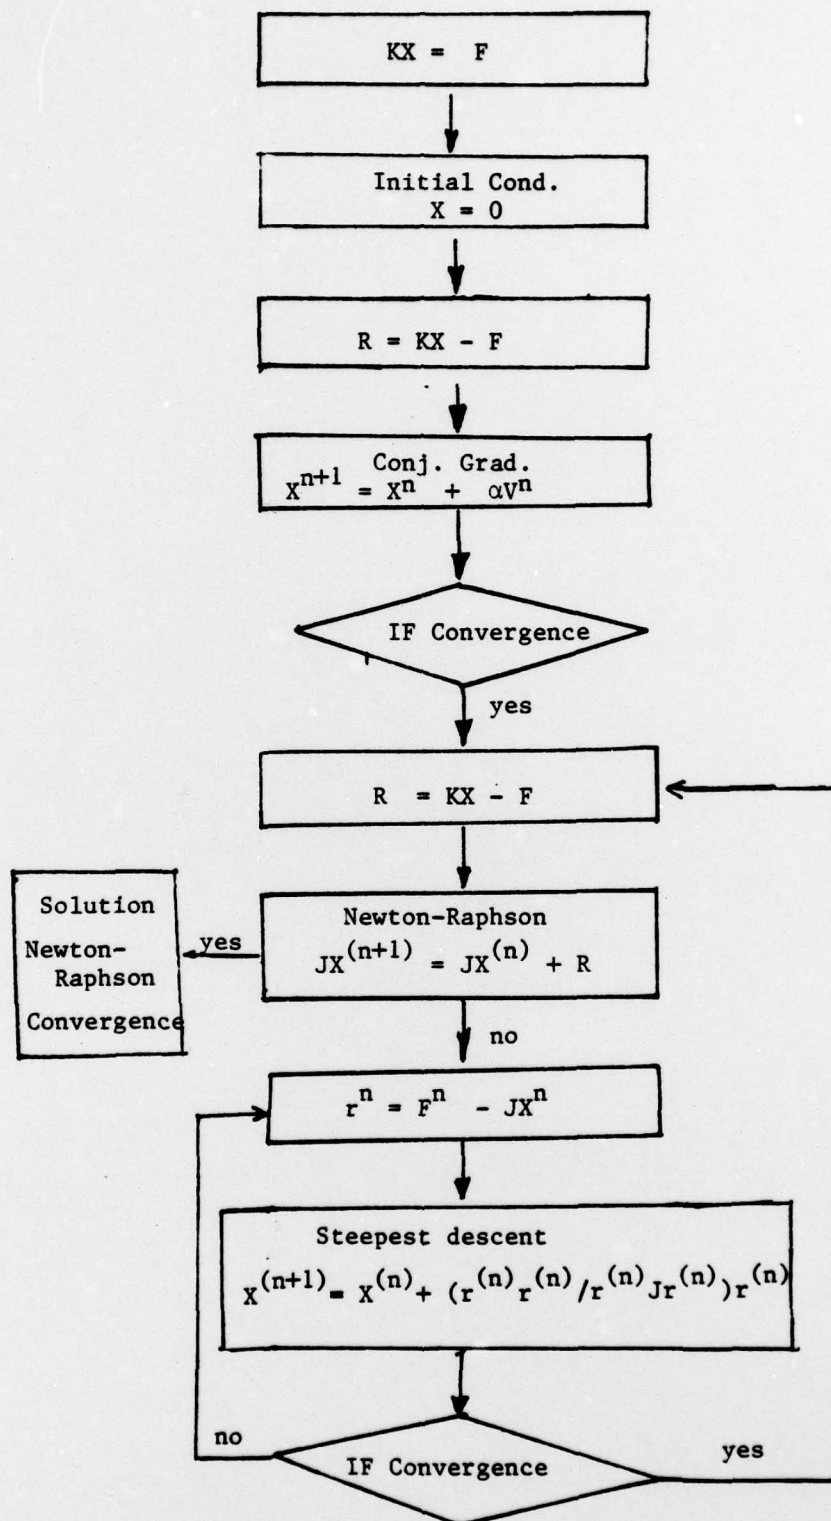 KX = F
Initial Cond.
X = 0
R = KX - F
Conj. Grad.
X^{n+1} = X^n + αV^n
IF Convergence
yes
R = KX - F
Newton-Raphson
JX^{(n+1)} = JX^{(n)} + R
yes
Solution
Newton-
Raphson
Convergence
no
r^n = F^n - JX^n
Steepest descent
X^{(n+1)} = X^{(n)} + (r^{(n)}r^{(n)}/r^{(n)}Jr^{(n)})r^{(n)}
no
IF Convergence
yes